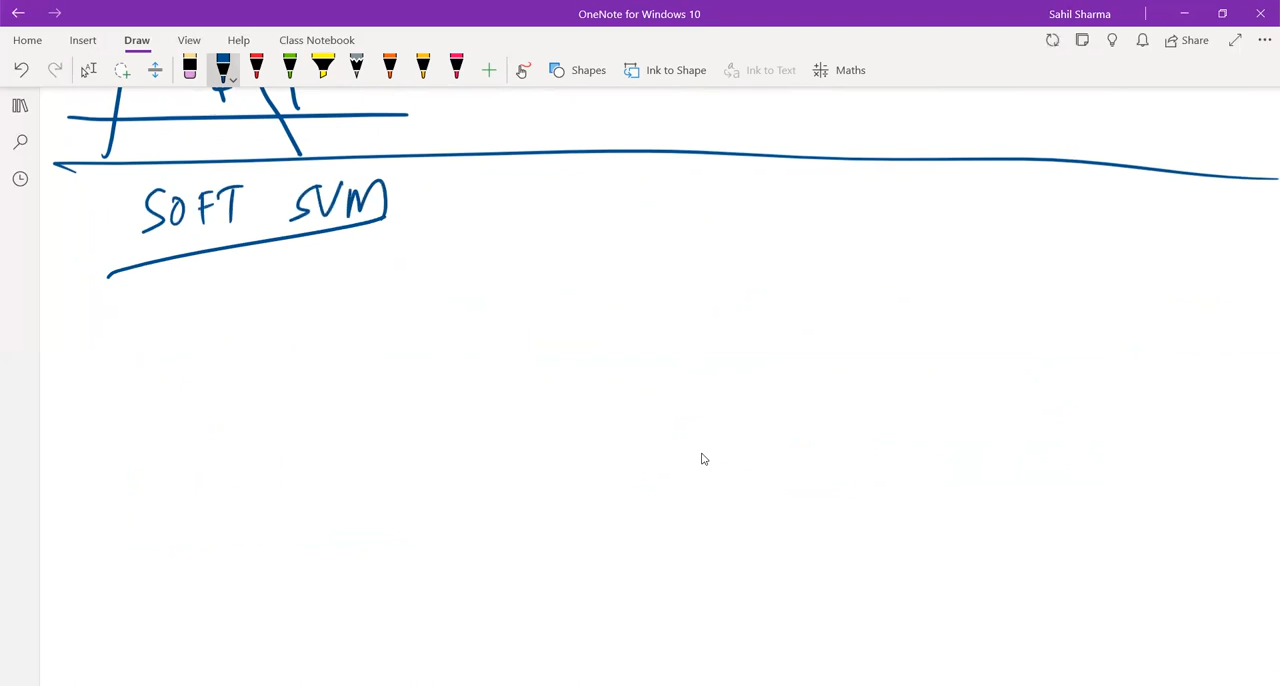 OneNote for Windows 10
Sahil Sharma
Home Insert Draw View Help Class Notebook
Share
Shapes Ink to Shape Ink to Text Maths
SOFT SVM